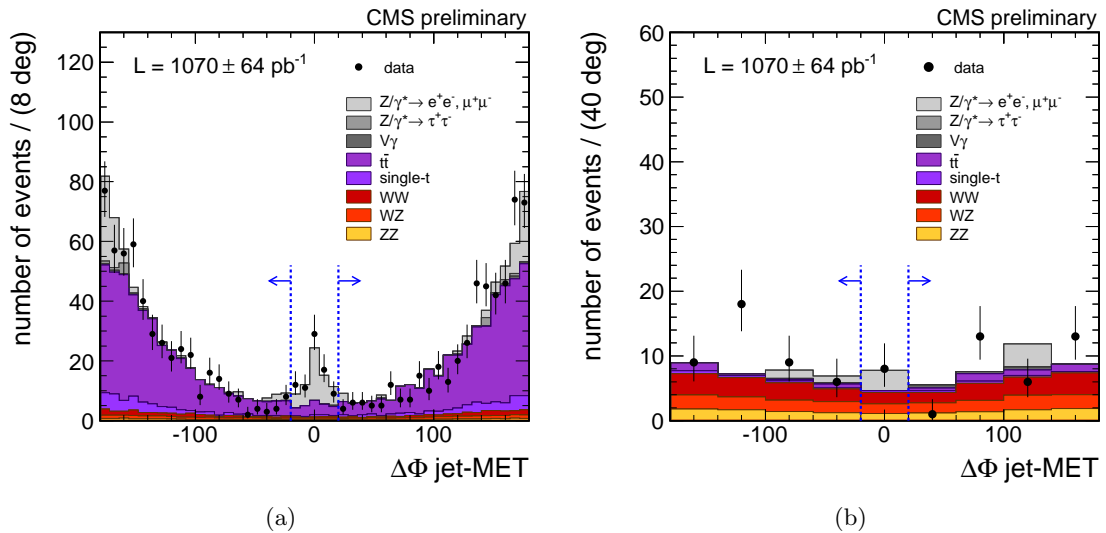 CMS preliminary
L = 1070 ± 64 pb⁻¹
data
Z/γ*→ e⁺e⁻, μ⁺μ⁻
Z/γ*→ τ⁺τ⁻
Vγ
tt̄
single-t
WW
WZ
ZZ
number of events / (8 deg)
120
100
80
60
40
20
0
-100 0 100
ΔΦ jet-MET
(a)
CMS preliminary
L = 1070 ± 64 pb⁻¹
data
Z/γ*→ e⁺e⁻, μ⁺μ⁻
Z/γ*→ τ⁺τ⁻
Vγ
tt̄
single-t
WW
WZ
ZZ
number of events / (40 deg)
60
50
40
30
20
10
0
-100 0 100
ΔΦ jet-MET
(b)